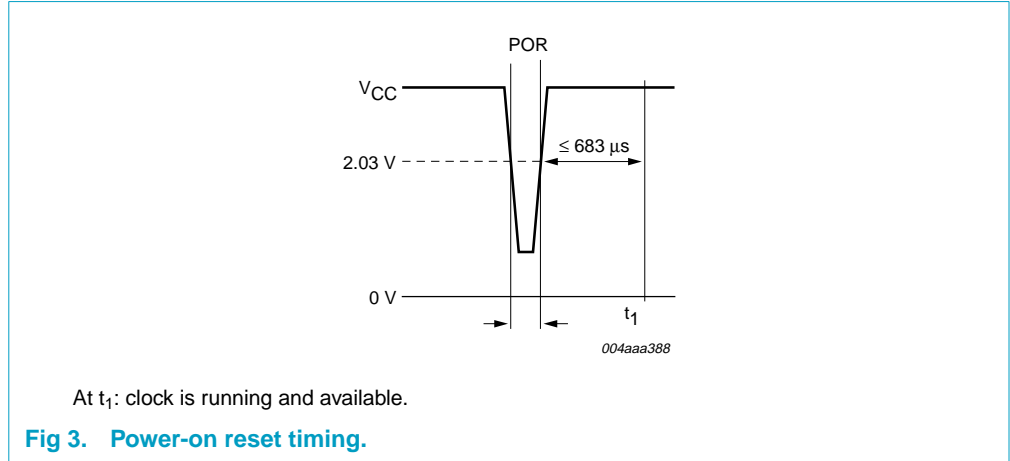 POR
VCC
≤ 683 μs
2.03 V
0 V
t1
004aaa388
At t1: clock is running and available.
Fig 3. Power-on reset timing.